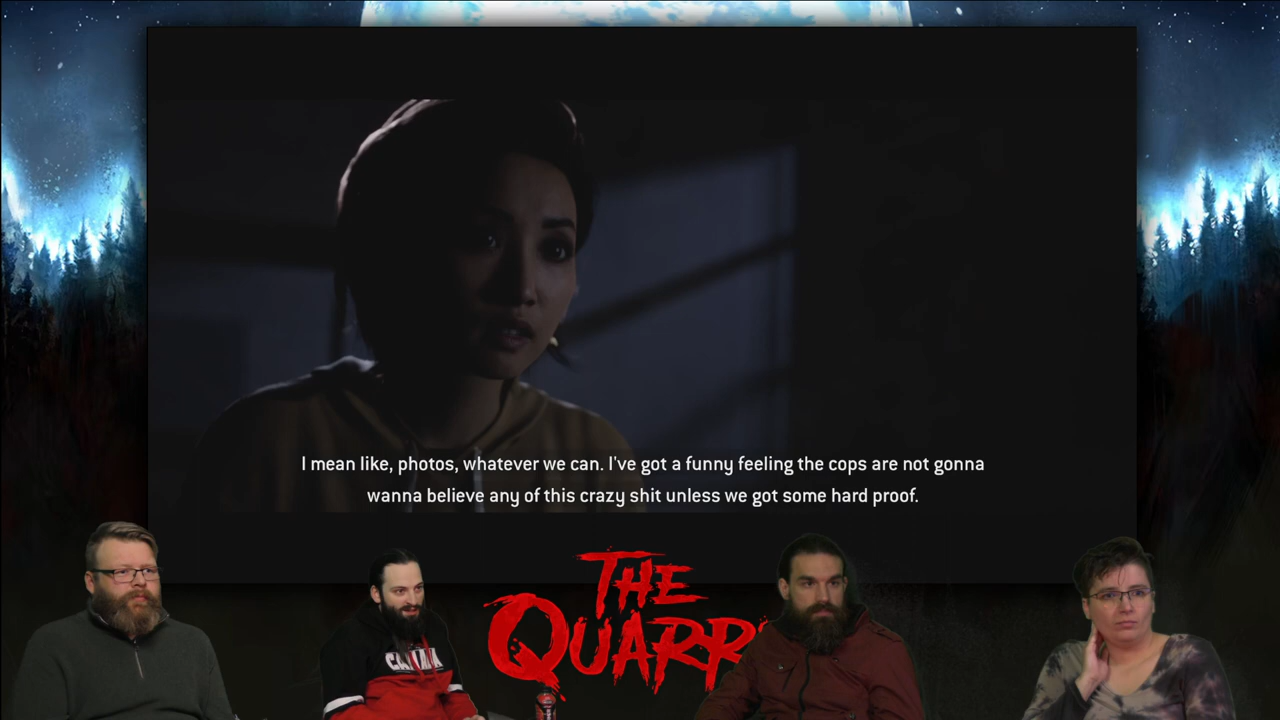 I mean like, photos, whatever we can. I've got a funny feeling the cops are not gonna
wanna believe any of this crazy shit unless we got some hard proof.
THE
QUARR